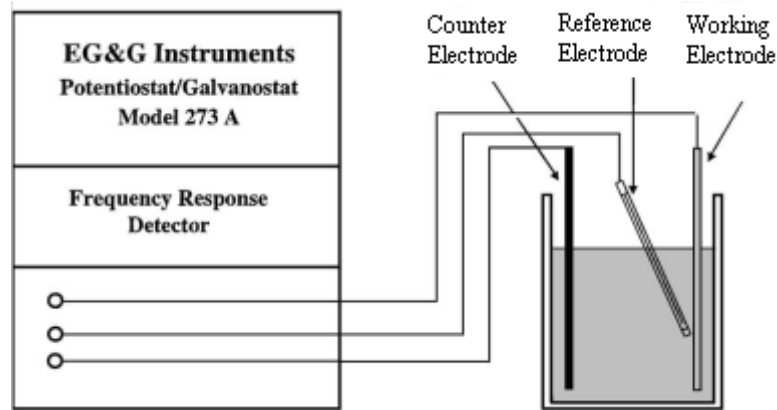 EG&G Instruments
Potentiostat/Galvanostat
Model 273 A
Frequency Response
Detector
Counter
Electrode
Reference
Electrode
Working
Electrode